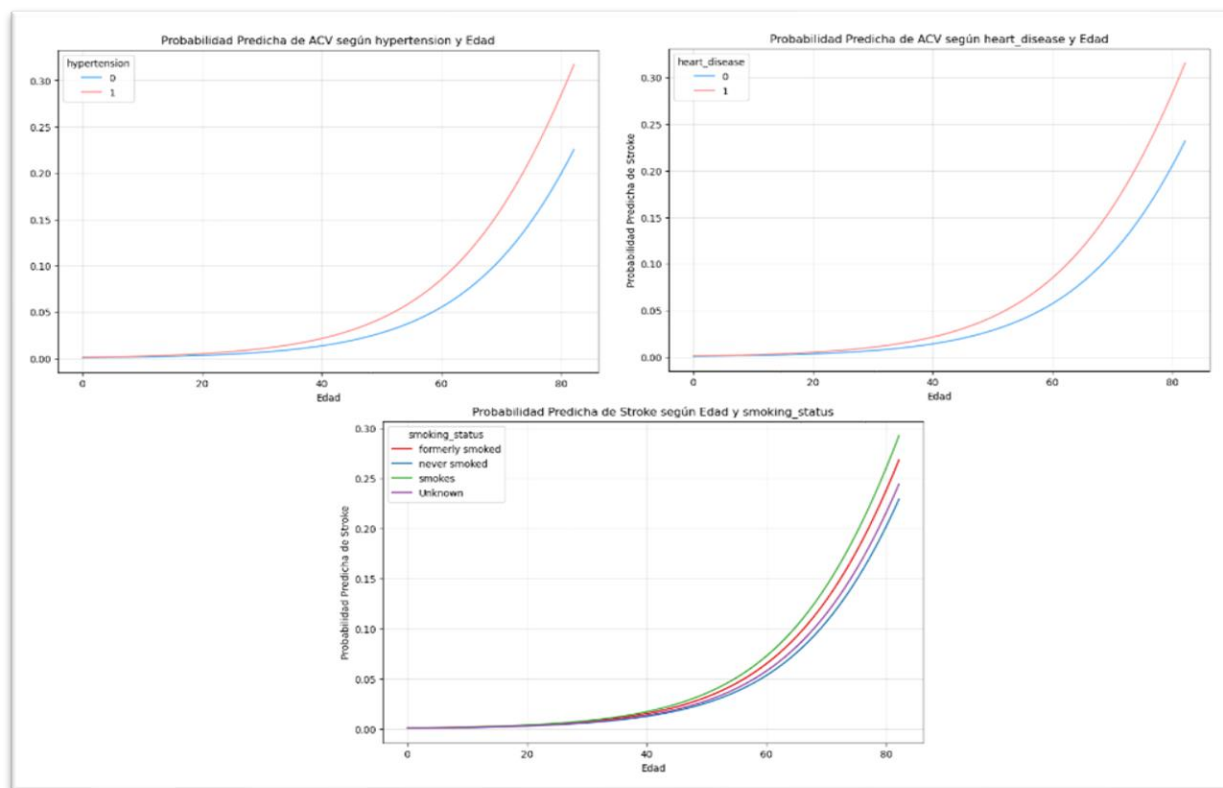 Probabilidad Predicha de ACV según hypertension y Edad
hypertension
0
1
0.30
0.25
0.20
0.15
0.10
0.05
0.00
0
20
40
60
80
Edad
Probabilidad Predicha de ACV según heart_disease y Edad
heart_disease
0
1
Probabilidad Predicha de Stroke
0.30
0.25
0.20
0.15
0.10
0.05
0.00
0
20
40
60
80
Edad
Probabilidad Predicha de Stroke según Edad y smoking_status
smoking_status
formerly smoked
never smoked
smokes
Unknown
Probabilidad Predicha de Stroke
0.30
0.25
0.20
0.15
0.10
0.05
0.00
0
20
40
60
80
Edad